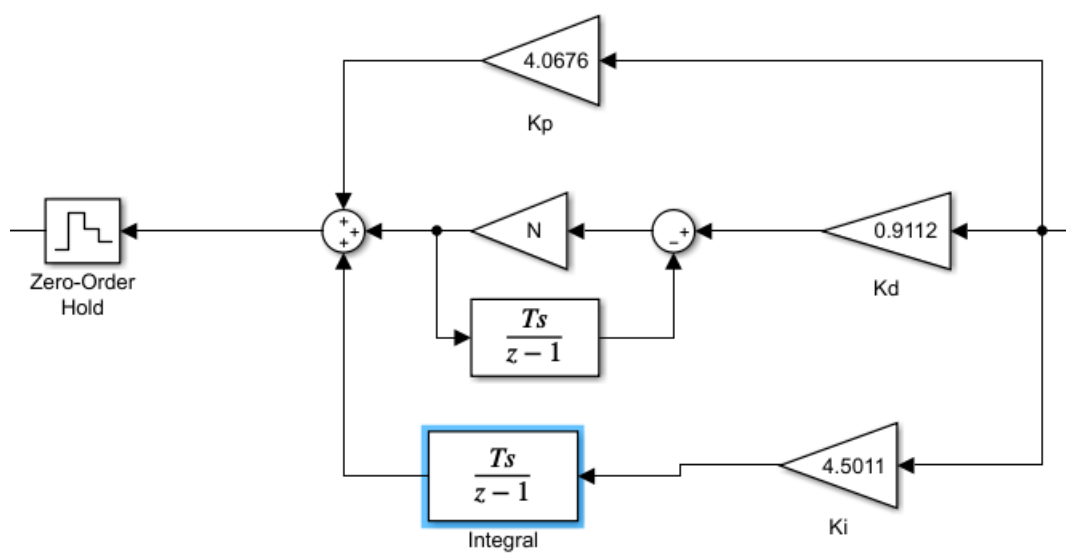 4.0676
Kp
+
+
+
N
+
−
0.9112
Kd
Zero-Order
Hold
Ts
z − 1
Ts
z − 1
Integral
4.5011
Ki